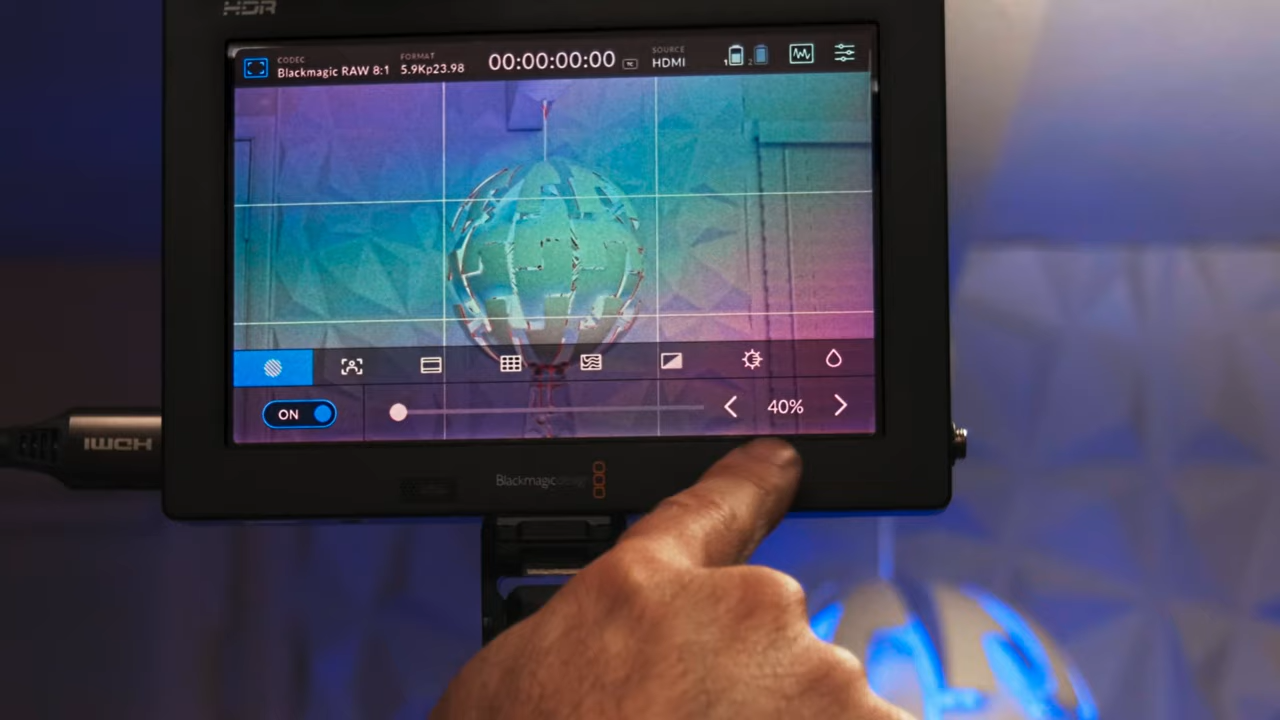 HDR
CODEC
Blackmagic RAW 8:1
FORMAT
5.9Kp23.98
00:00:00:00
TC
SOURCE
HDMI
1
2
ON
40%
HDMI
Blackmagicdesign